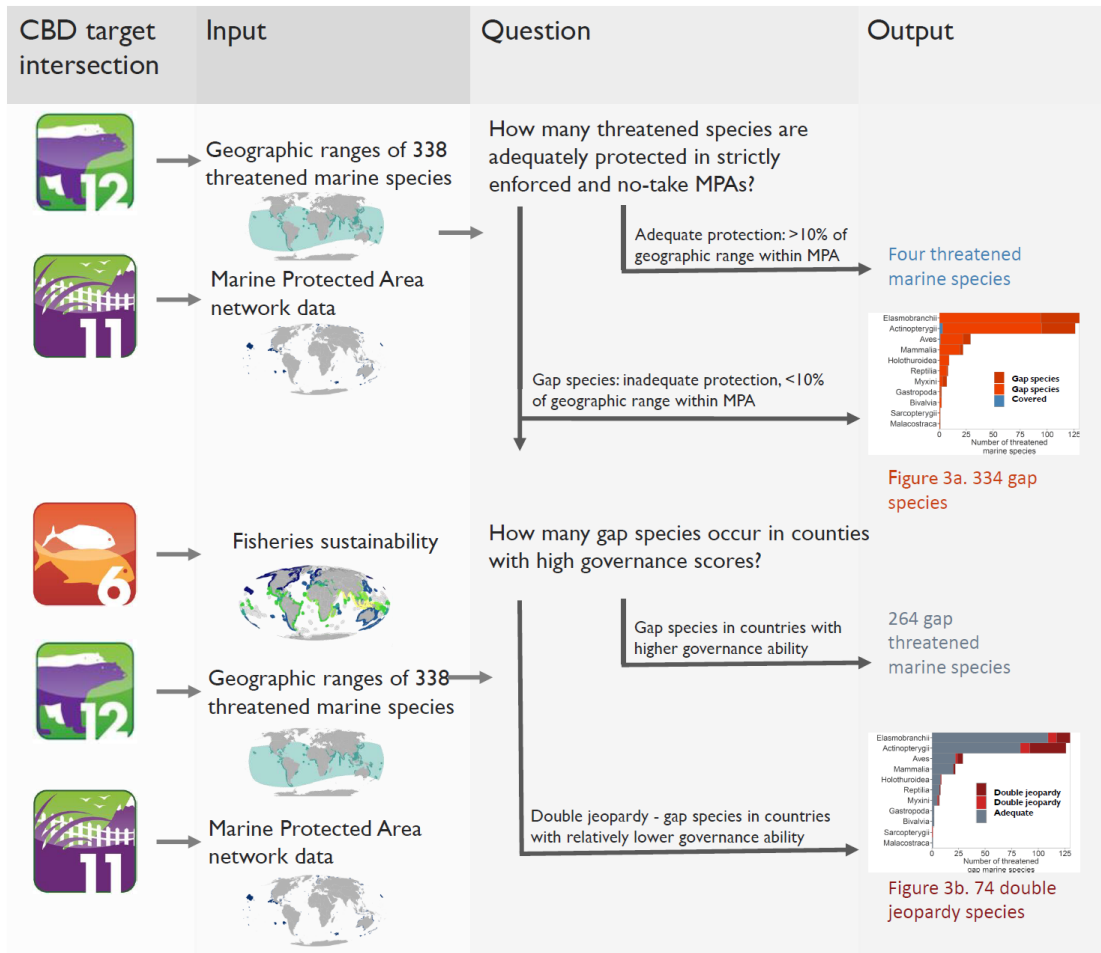 CBD target
intersection
Input
Question
Output
12
Geographic ranges of 338
threatened marine species
11
Marine Protected Area
network data
How many threatened species are
adequately protected in strictly
enforced and no-take MPAs?
Adequate protection: >10% of
geographic range within MPA
Four threatened
marine species
Gap species: inadequate protection, <10%
of geographic range within MPA
Elasmobranchii
Actinopterygii
Aves
Mammalia
Holothuroidea
Reptilia
Myxini
Gastropoda
Bivalvia
Sarcopterygii
Malacostraca
Gap species
Gap species
Covered
0 25 50 75 100 125
Number of threatened
marine species
Figure 3a. 334 gap
species
6
Fisheries sustainability
12
Geographic ranges of 338
threatened marine species
11
Marine Protected Area
network data
How many gap species occur in counties
with high governance scores?
Gap species in countries with
higher governance ability
264 gap
threatened
marine species
Double jeopardy - gap species in countries
with relatively lower governance ability
Elasmobranchii
Actinopterygii
Aves
Mammalia
Holothuroidea
Reptilia
Myxini
Gastropoda
Bivalvia
Sarcopterygii
Malacostraca
Double jeopardy
Double jeopardy
Adequate
0 25 50 75 100 125
Number of threatened
gap marine species
Figure 3b. 74 double
jeopardy species